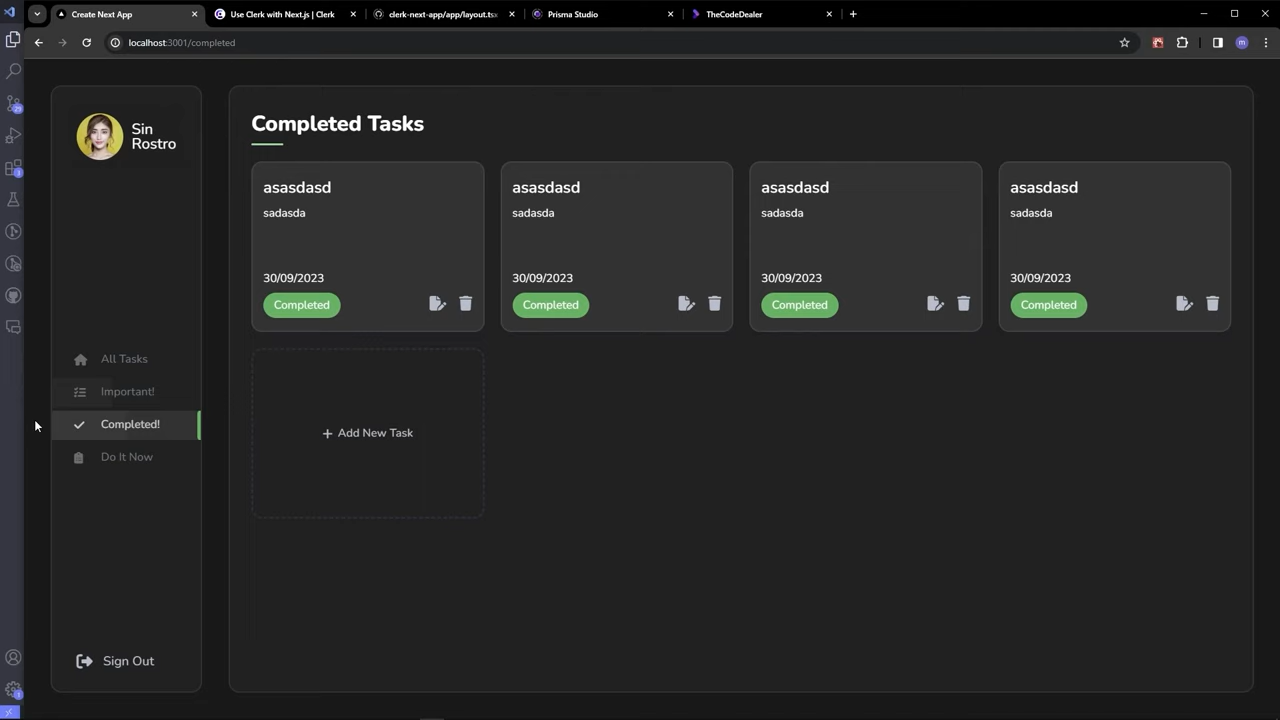 Create Next App
Use Clerk with Next.js | Clerk
clerk-next-app/app/layout.tsx
Prisma Studio
TheCodeDealer
localhost:3001/completed
m
Sin
Rostro
All Tasks
Important!
Completed!
Do It Now
Sign Out
Completed Tasks
asasdasd
sadasda
30/09/2023
Completed
asasdasd
sadasda
30/09/2023
Completed
asasdasd
sadasda
30/09/2023
Completed
asasdasd
sadasda
30/09/2023
Completed
+ Add New Task